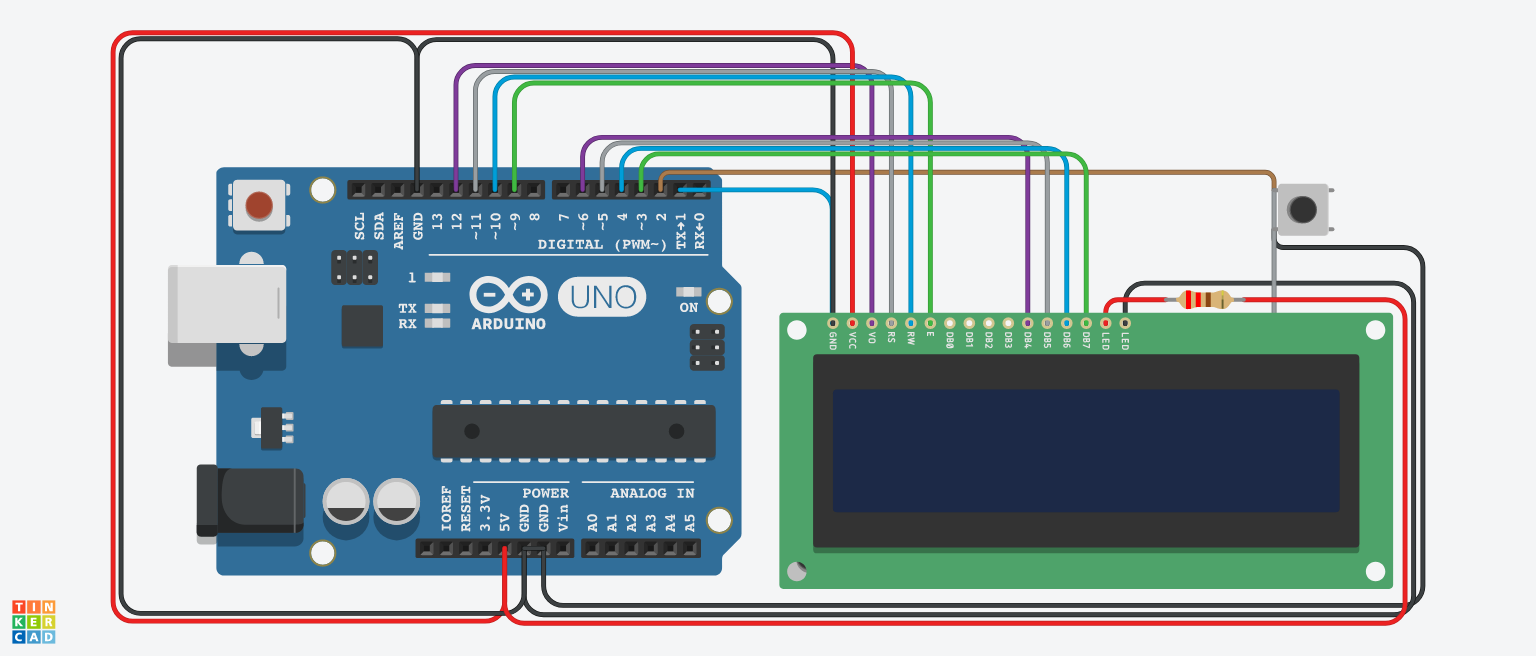 SCL
SDA
AREF
GND
13
12
~11
~10
~9
8
7
~6
~5
4
~3
2
TX→1
RX←0
DIGITAL (PWM~)
1
TX
RX
UNO
ARDUINO
ON
GND
VCC
VO
RS
RW
E
DB0
DB1
DB2
DB3
DB4
DB5
DB6
DB7
LED
LED
POWER
ANALOG IN
IOREF
RESET
3.3V
5V
GND
GND
Vin
A0
A1
A2
A3
A4
A5
TIN
KER
CAD